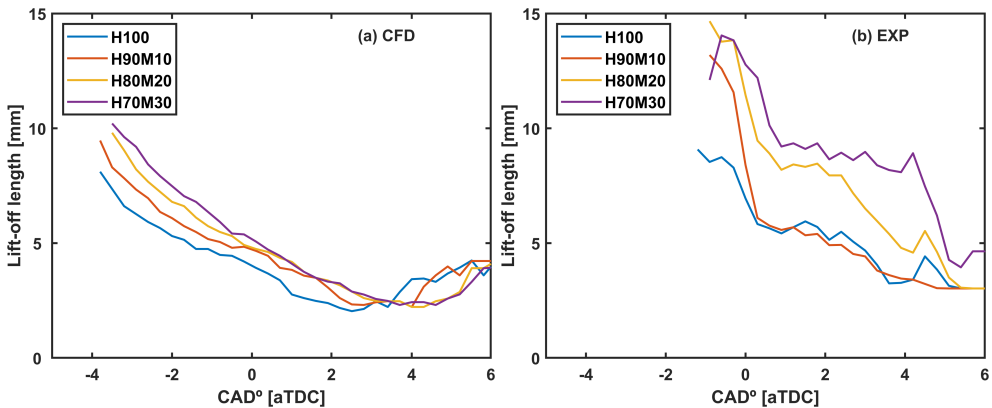 (a) CFD
H100
H90M10
H80M20
H70M30
Lift-off length [mm]
0
5
10
15
-4
-2
0
2
4
6
CADº [aTDC]
(b) EXP
H100
H90M10
H80M20
H70M30
Lift-off length [mm]
0
5
10
15
-4
-2
0
2
4
6
CADº [aTDC]